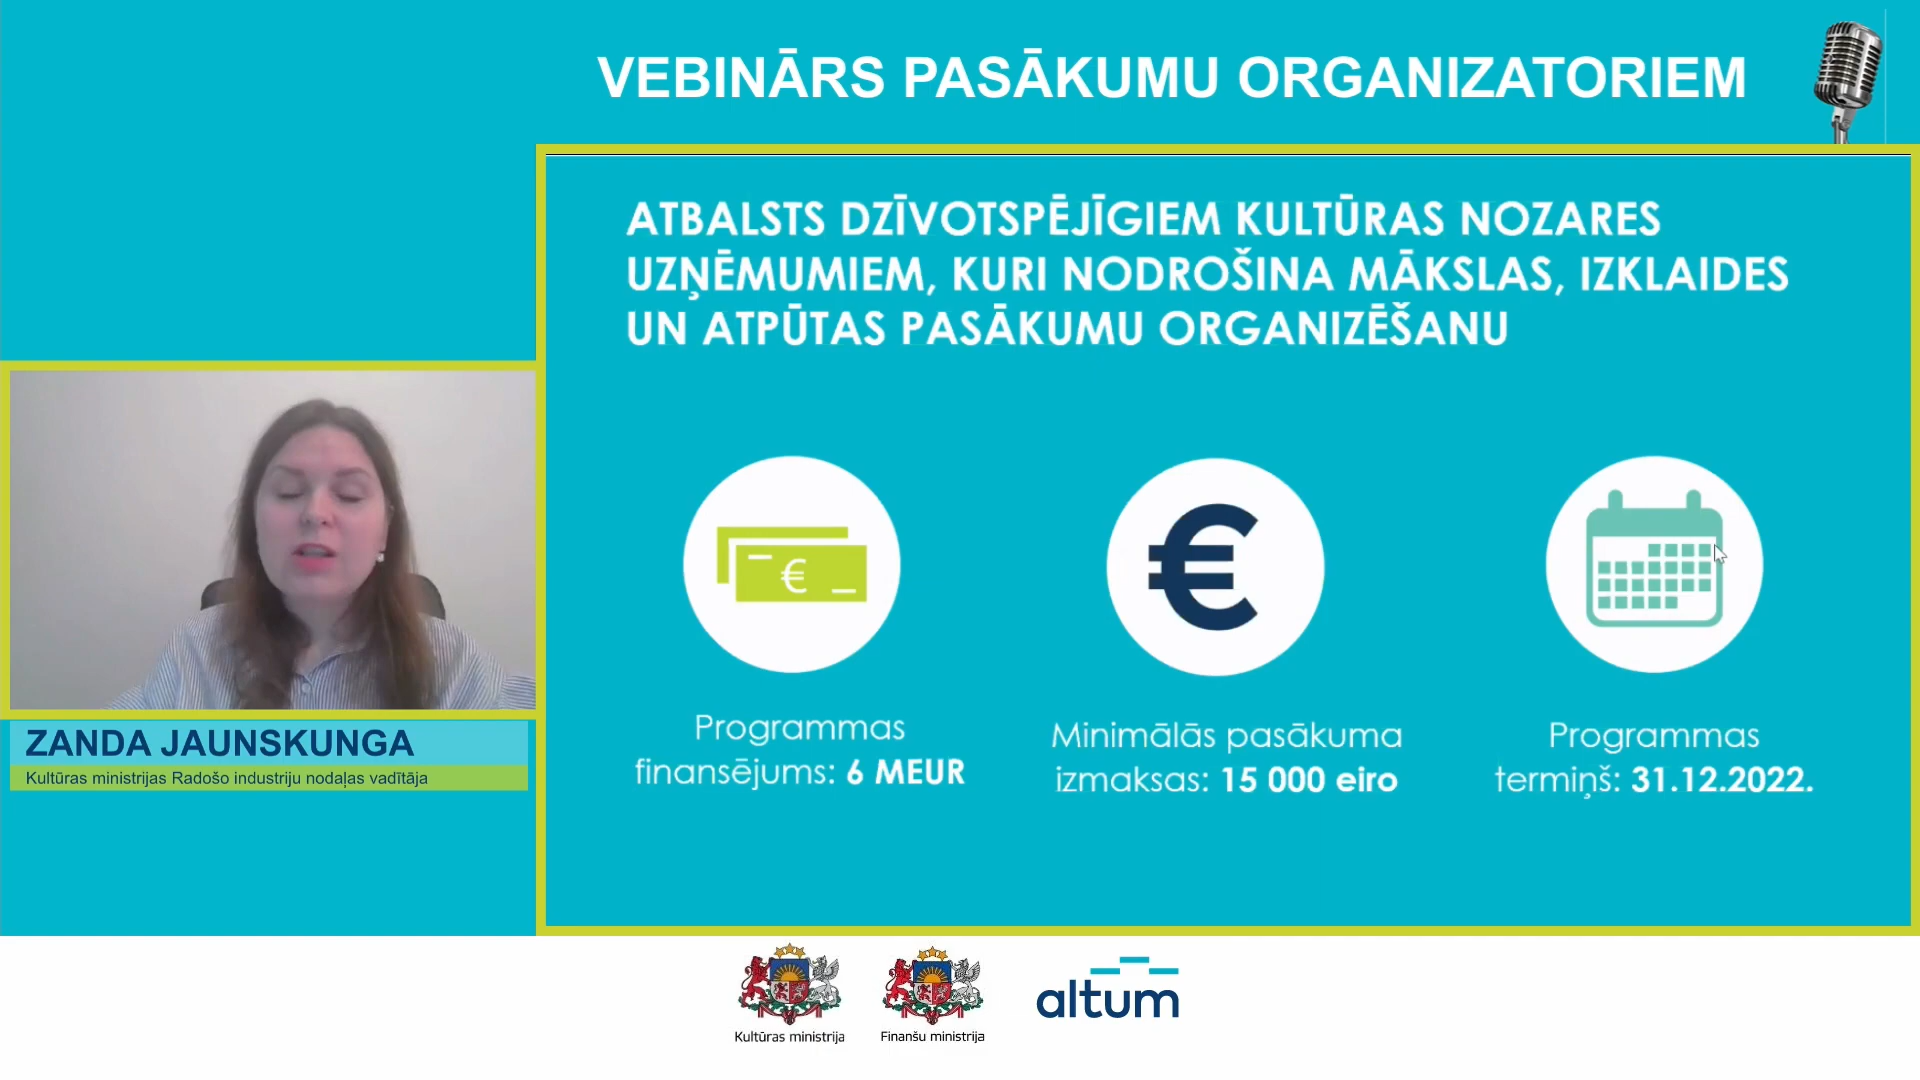 VEBINĀRS PASĀKUMU ORGANIZATORIEM
ATBALSTS DZĪVOTSPĒJĪGIEM KULTŪRAS NOZARES
UZŅĒMUMIEM, KURI NODROŠINA MĀKSLAS, IZKLAIDES
UN ATPŪTAS PASĀKUMU ORGANIZĒŠANU
€
€
Programmas
finansējums: 6 MEUR
Minimālās pasākuma
izmaksas: 15 000 eiro
Programmas
termiņš: 31.12.2022.
ZANDA JAUNSKUNGA
Kultūras ministrijas Radošo industriju nodaļas vadītāja
Kultūras ministrija
Finanšu ministrija
altum